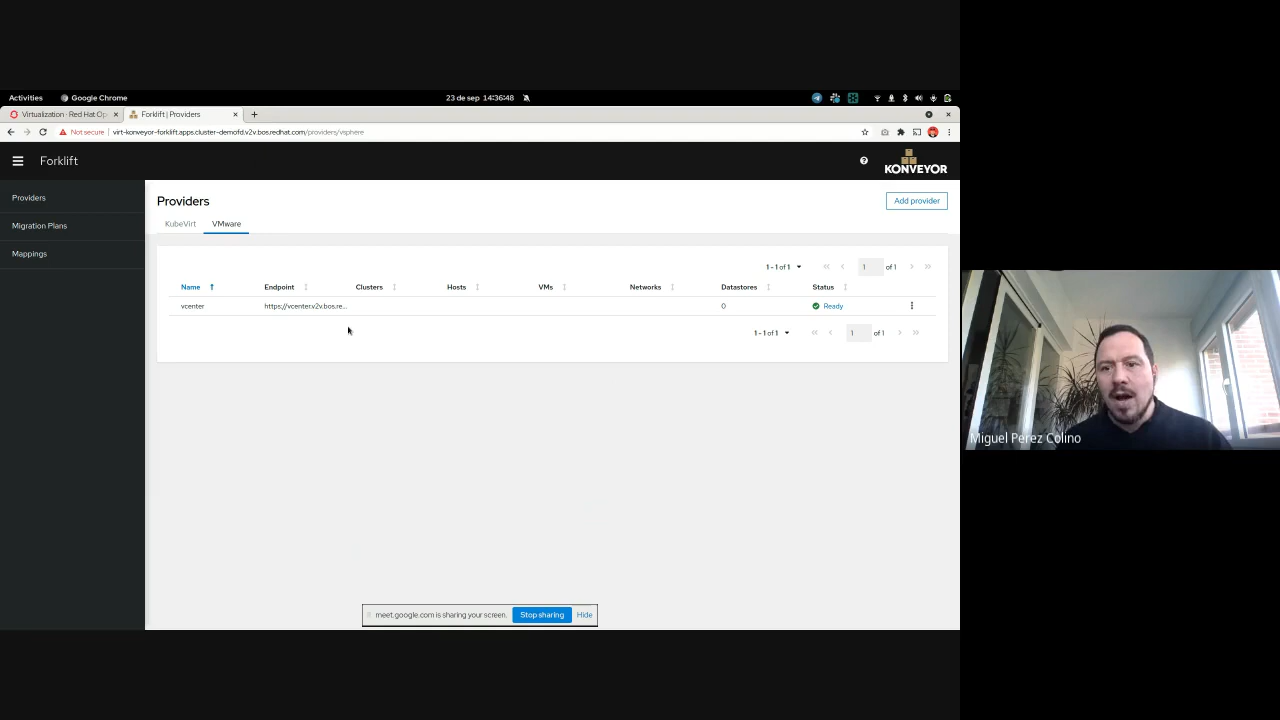 Activities Google Chrome 23 de sep 14:36:48
Virtualization · Red Hat Op Forklift | Providers
Not secure virt-konveyor-forklift.apps.cluster-demofd.v2v.bos.redhat.com/providers/vsphere
Forklift KONVEYOR
Providers
Migration Plans
Mappings
Providers Add provider
KubeVirt VMware
1 - 1 of 1 1 of 1
Name Endpoint Clusters Hosts VMs Networks Datastores Status
vcenter https://vcenter.v2v.bos.re... 0 Ready
1 - 1 of 1 1 of 1
Miguel Perez Colino
meet.google.com is sharing your screen. Stop sharing Hide